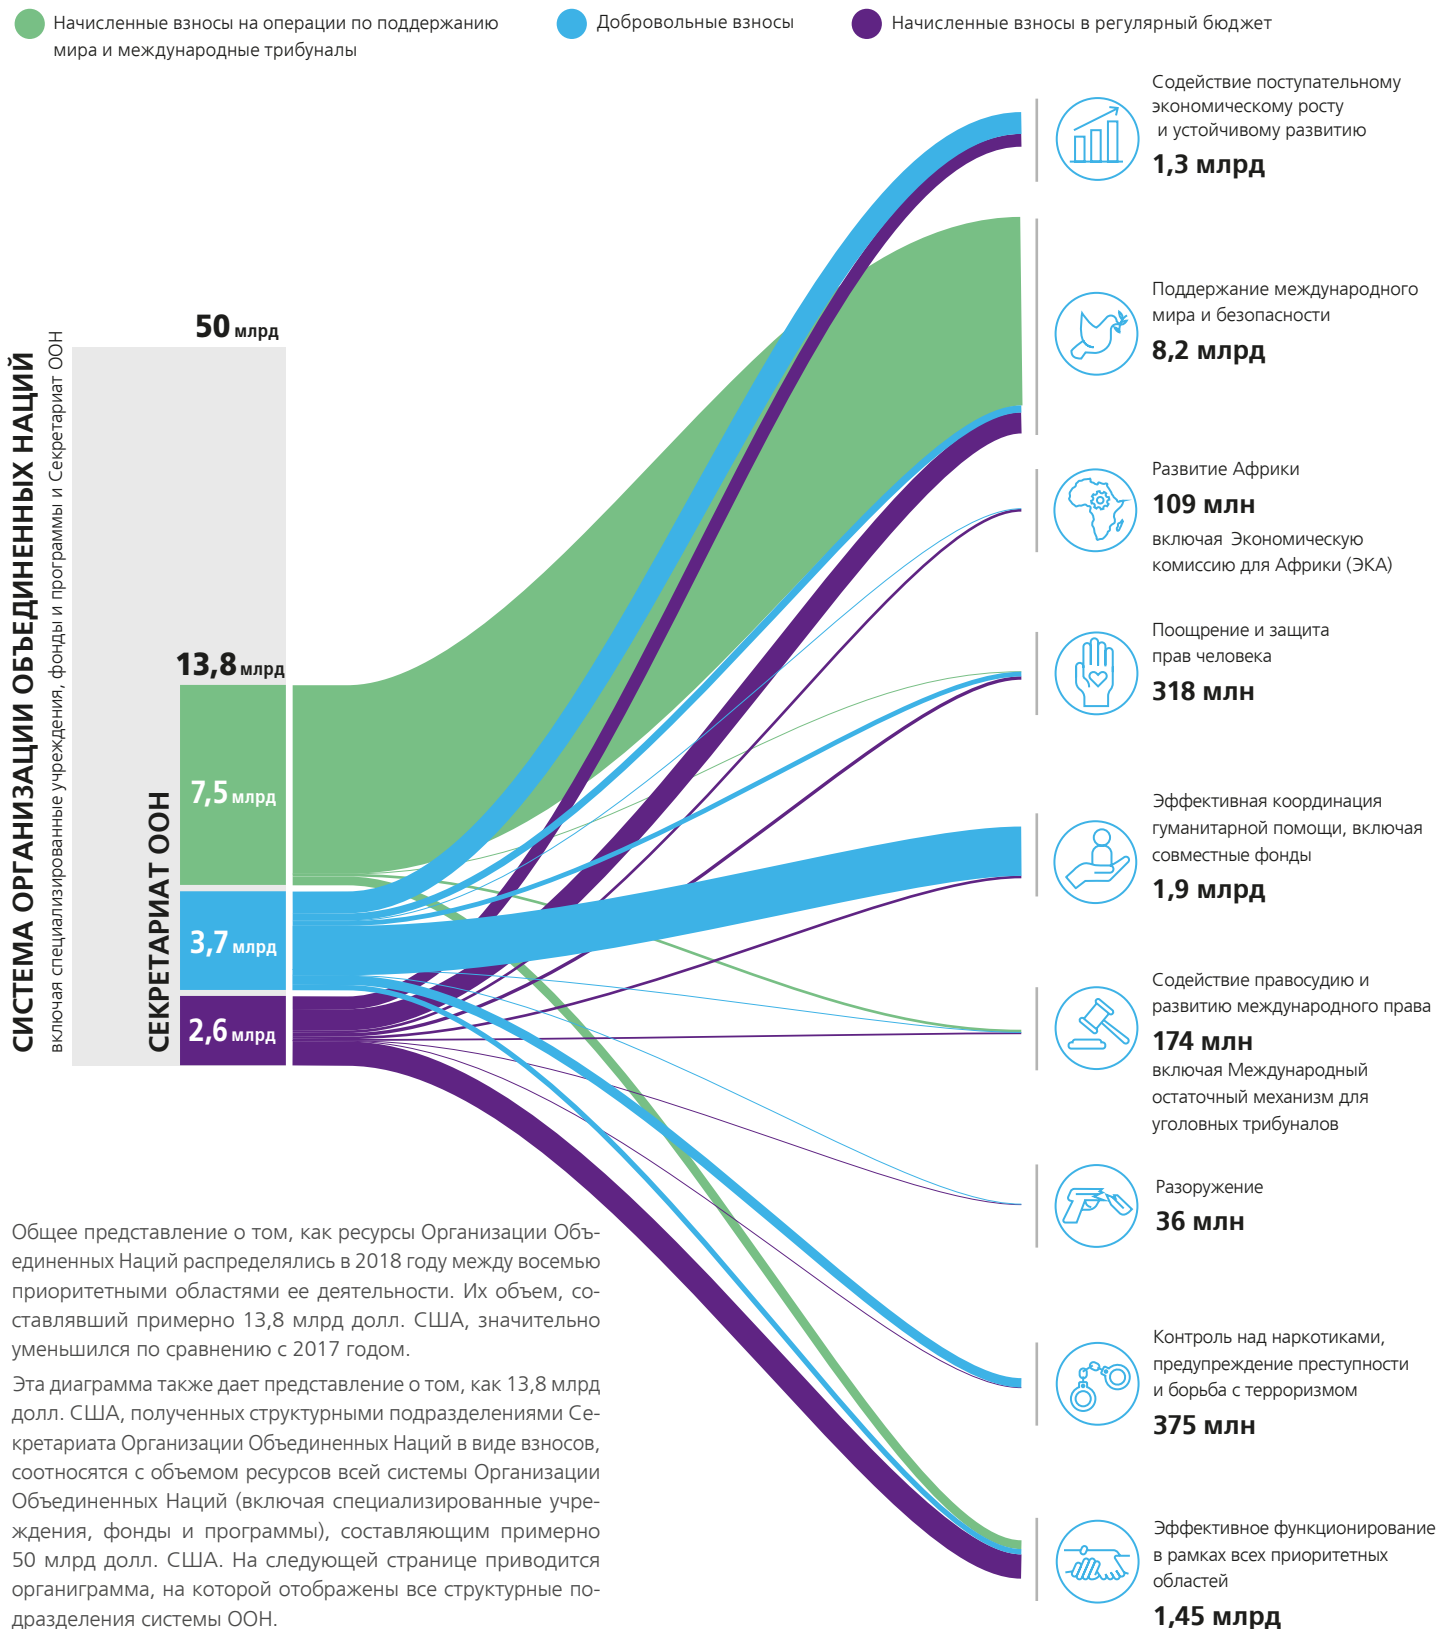 Начисленные взносы на операции по поддержанию
мира и международные трибуналы
Добровольные взносы
Начисленные взносы в регулярный бюджет
СИСТЕМА ОРГАНИЗАЦИИ ОБЪЕДИНЕННЫХ НАЦИЙ
включая специализированные учреждения, фонды и программы и Секретариат ООН
50 млрд
СЕКРЕТАРИАТ ООН
13,8 млрд
7,5 млрд
3,7 млрд
2,6 млрд
Содействие поступательному
экономическому росту
и устойчивому развитию
1,3 млрд
Поддержание международного
мира и безопасности
8,2 млрд
Развитие Африки
109 млн
включая Экономическую
комиссию для Африки (ЭКА)
Поощрение и защита
прав человека
318 млн
Эффективная координация
гуманитарной помощи, включая
совместные фонды
1,9 млрд
Содействие правосудию и
развитию международного права
174 млн
включая Международный
остаточный механизм для
уголовных трибуналов
Разоружение
36 млн
Контроль над наркотиками,
предупреждение преступности
и борьба с терроризмом
375 млн
Эффективное функционирование
в рамках всех приоритетных
областей
1,45 млрд
Общее представление о том, как ресурсы Организации Объ-
единенных Наций распределялись в 2018 году между восемью
приоритетными областями ее деятельности. Их объем, со-
ставлявший примерно 13,8 млрд долл. США, значительно
уменьшился по сравнению с 2017 годом.
Эта диаграмма также дает представление о том, как 13,8 млрд
долл. США, полученных структурными подразделениями Се-
кретариата Организации Объединенных Наций в виде взносов,
соотносятся с объемом ресурсов всей системы Организации
Объединенных Наций (включая специализированные учре-
ждения, фонды и программы), составляющим примерно
50 млрд долл. США. На следующей странице приводится
органиграмма, на которой отображены все структурные по-
дразделения системы ООН.